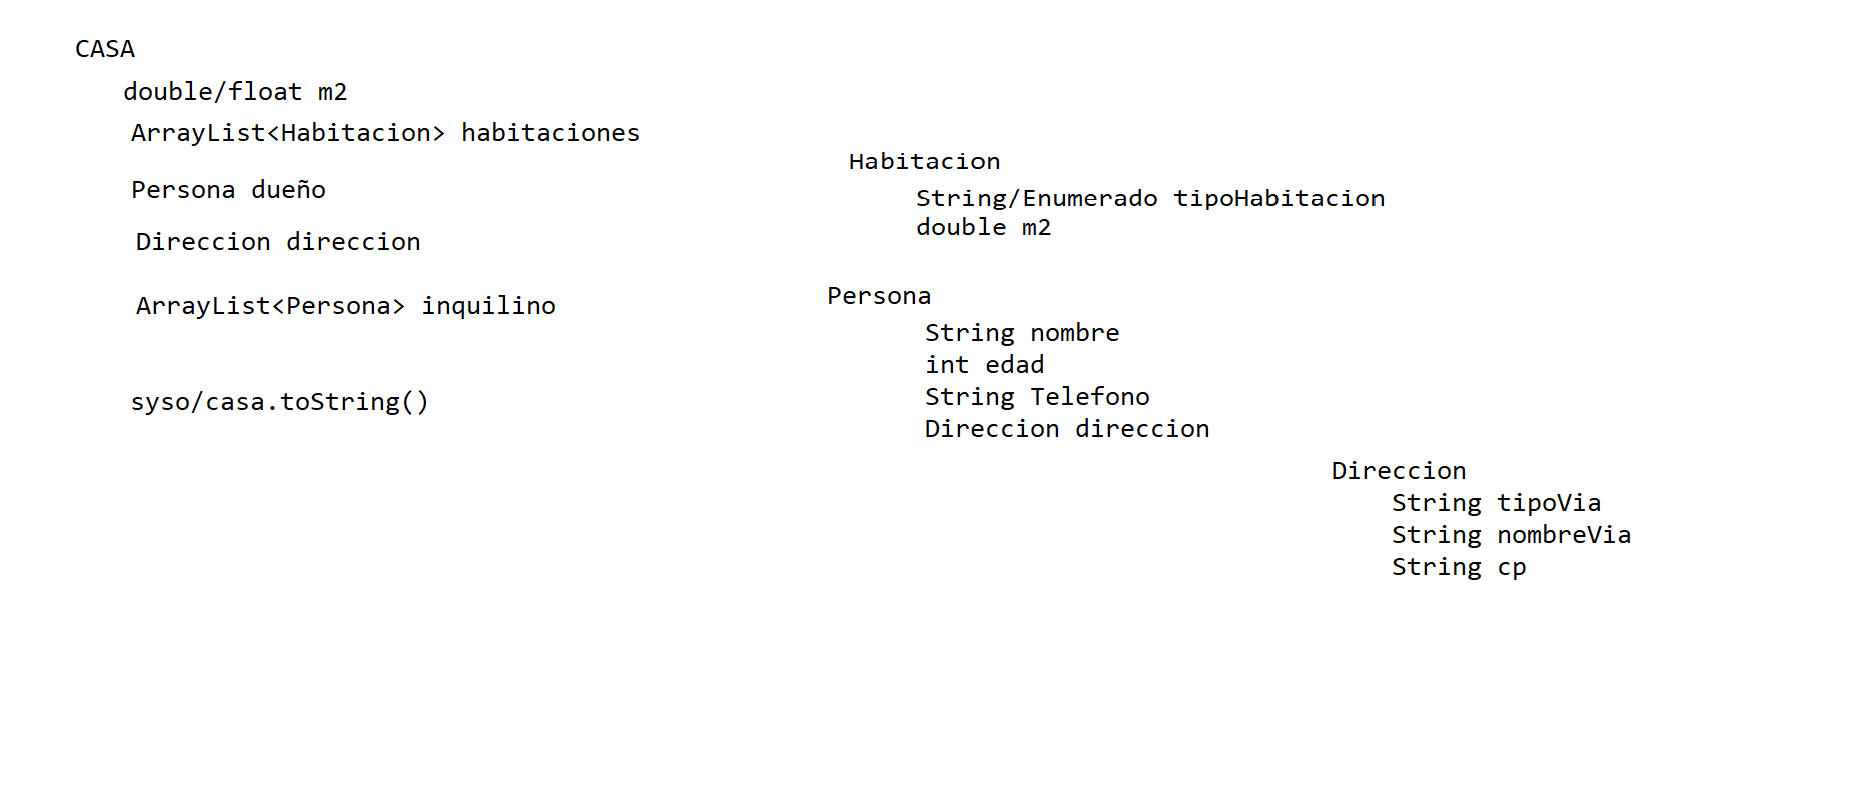 CASA
double/float m2
ArrayList<Habitacion> habitaciones
Persona dueño
Direccion direccion
ArrayList<Persona> inquilino
syso/casa.toString()
Habitacion
String/Enumerado tipoHabitacion
double m2
Persona
String nombre
int edad
String Telefono
Direccion direccion
Direccion
String tipoVia
String nombreVia
String cp